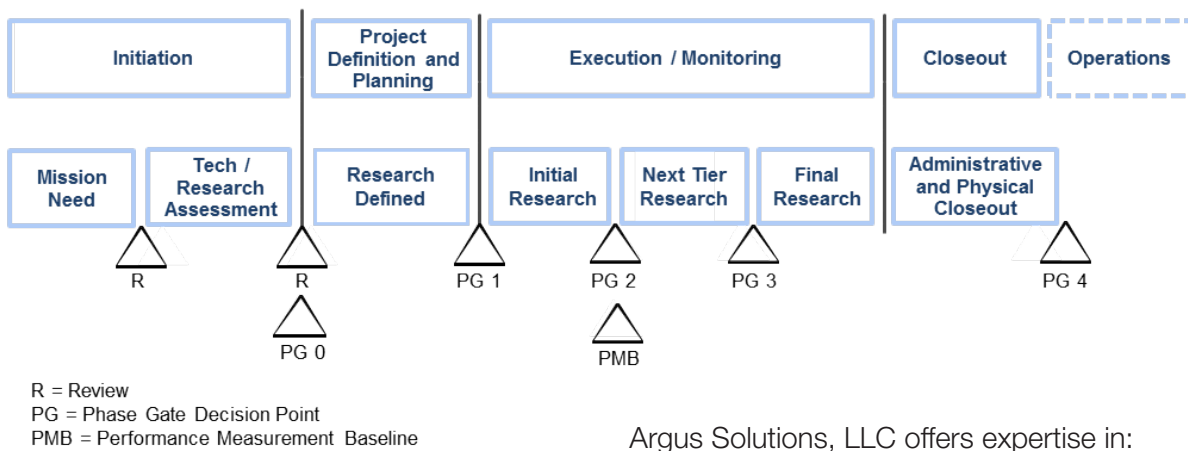 Initiation
Project
Definition and
Planning
Execution / Monitoring
Closeout
Operations
Mission
Need
Tech /
Research
Assessment
Research
Defined
Initial
Research
Next Tier
Research
Final
Research
Administrative
and Physical
Closeout
R
R
PG 1
PG 2
PG 3
PG 4
PG 0
PMB
R = Review
PG = Phase Gate Decision Point
PMB = Performance Measurement Baseline
Argus Solutions, LLC offers expertise in: